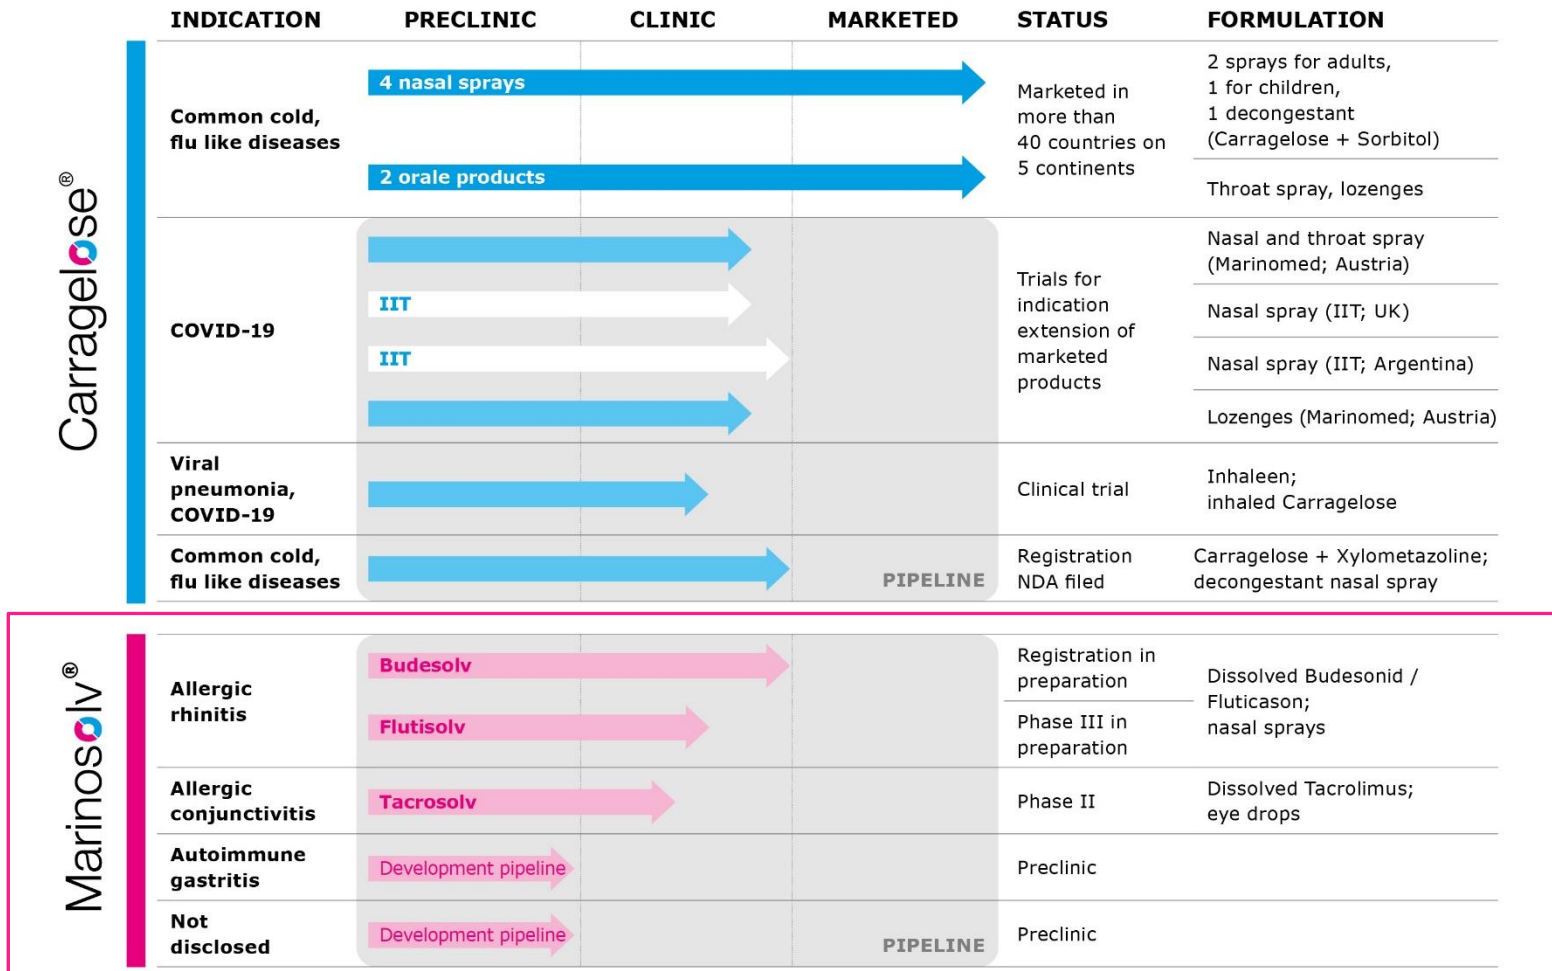 INDICATION PRECLINIC CLINIC MARKETED STATUS FORMULATION
Carragelose®
Common cold,
flu like diseases
4 nasal sprays
2 orale products
Marketed in
more than
40 countries on
5 continents
2 sprays for adults,
1 for children,
1 decongestant
(Carragelose + Sorbitol)
Throat spray, lozenges
COVID-19
IIT
IIT
Trials for
indication
extension of
marketed
products
Nasal and throat spray
(Marinomed; Austria)
Nasal spray (IIT; UK)
Nasal spray (IIT; Argentina)
Lozenges (Marinomed; Austria)
Viral
pneumonia,
COVID-19
Clinical trial
Inhaleen;
inhaled Carragelose
Common cold,
flu like diseases
PIPELINE
Registration
NDA filed
Carragelose + Xylometazoline;
decongestant nasal spray
Marinosolv®
Allergic
rhinitis
Budesolv
Flutisolv
Registration in
preparation
Phase III in
preparation
Dissolved Budesonid /
Fluticason;
nasal sprays
Allergic
conjunctivitis
Tacrosolv
Phase II
Dissolved Tacrolimus;
eye drops
Autoimmune
gastritis
Development pipeline
Preclinic
Not
disclosed
Development pipeline
PIPELINE
Preclinic